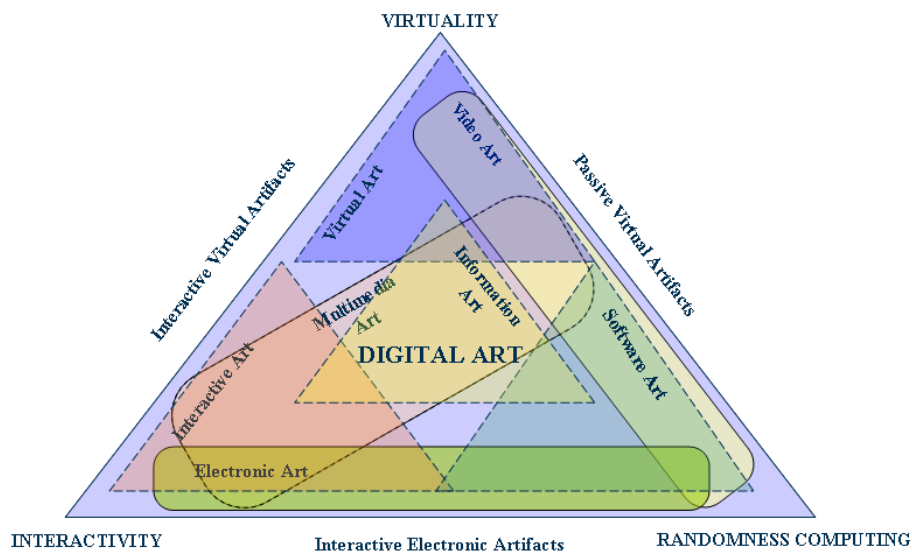 VIRTUALITY
Video Art
Virtual Art
Interactive Virtual Artifacts
Passive Virtual Artifacts
Multimedia
Art
Information
Art
Software Art
Interactive Art
DIGITAL ART
Electronic Art
INTERACTIVITY
Interactive Electronic Artifacts
RANDOMNESS COMPUTING